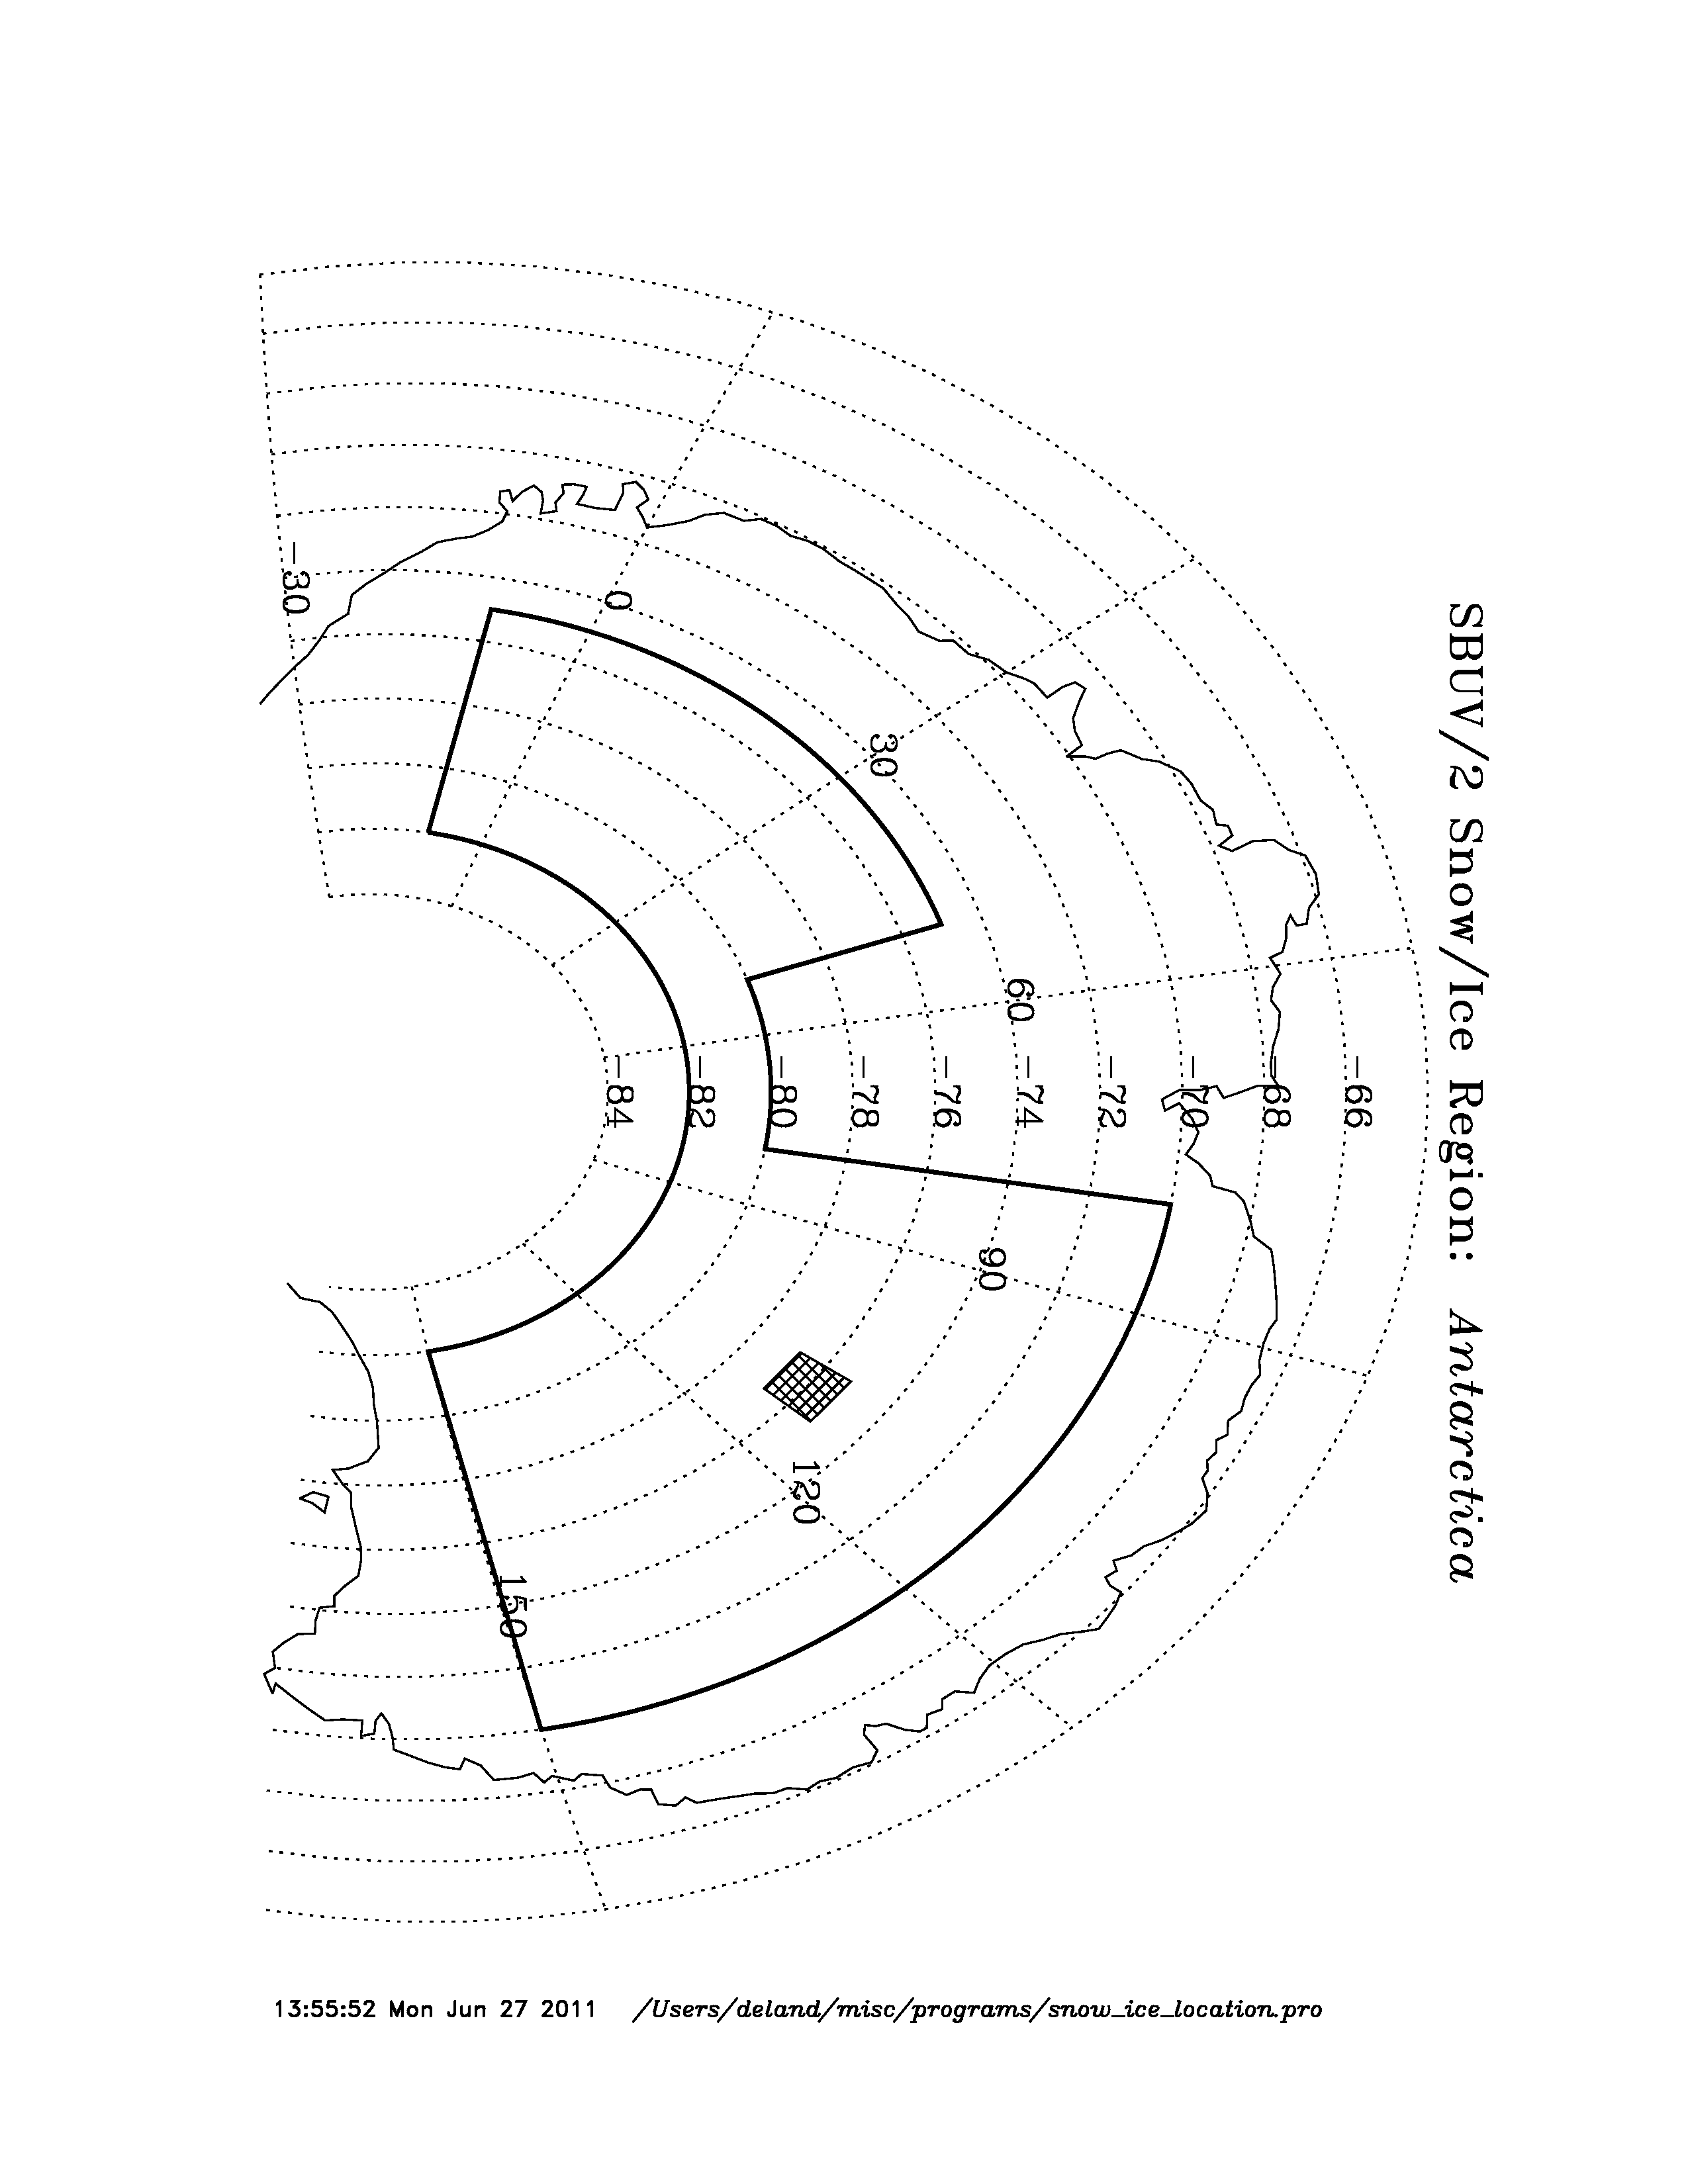 SBUV/2 Snow/Ice Region: Antarctica
−30
0
30
60
−84 −82 −80 −78 −76 −74 −72 −70 −68 −66
90
120
150
13:55:52 Mon Jun 27 2011 /Users/deland/misc/programs/snow_ice_location.pro